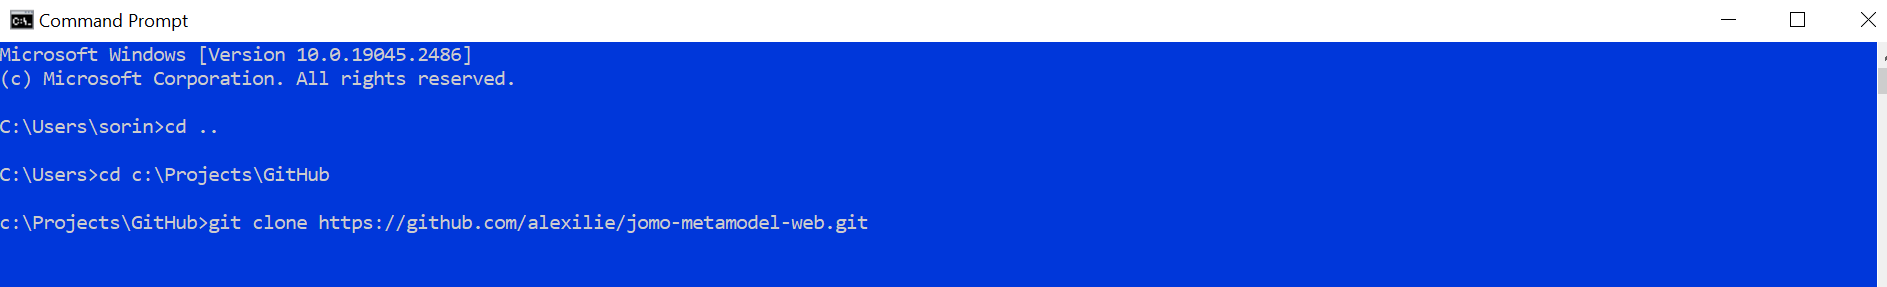 Command Prompt
Microsoft Windows [Version 10.0.19045.2486]
(c) Microsoft Corporation. All rights reserved.
C:\Users\sorin>cd ..
C:\Users>cd c:\Projects\GitHub
c:\Projects\GitHub>git clone https://github.com/alexilie/jomo-metamodel-web.git